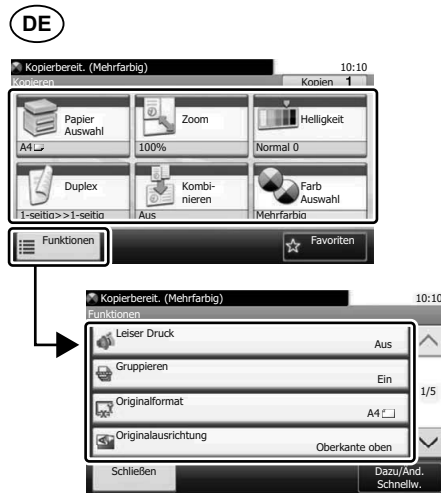 DE
Kopierbereit. (Mehrfarbig) 10:10
Kopieren Kopien 1
Papier Auswahl
A4
Zoom
100%
Helligkeit
Normal 0
Duplex
1-seitig>>1-seitig
Kombi-
nieren
Aus
Farb
Auswahl
Mehrfarbig
Funktionen
Favoriten
Kopierbereit. (Mehrfarbig) 10:10
Funktionen
Leiser Druck
Aus
Gruppieren
Ein
1/5
Originalformat
A4
Originalausrichtung
Oberkante oben
Schließen
Dazu/Änd.
Schnellw.